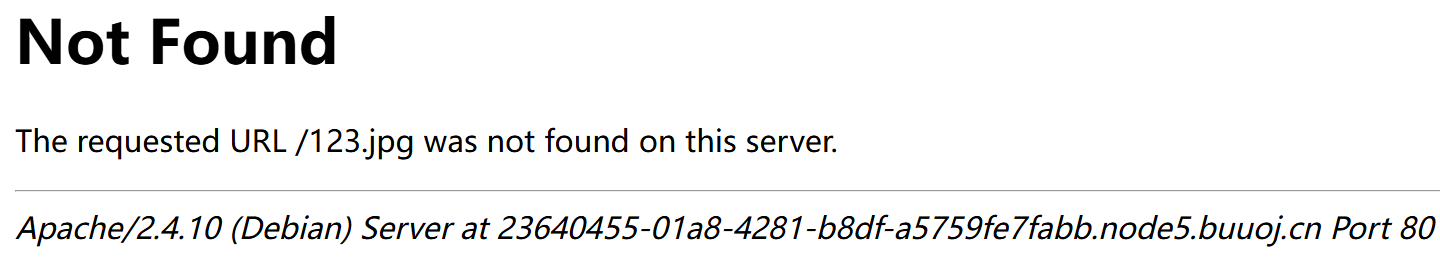 Not Found
The requested URL /123.jpg was not found on this server.
Apache/2.4.10 (Debian) Server at 23640455-01a8-4281-b8df-a5759fe7fabb.node5.buuoj.cn Port 80